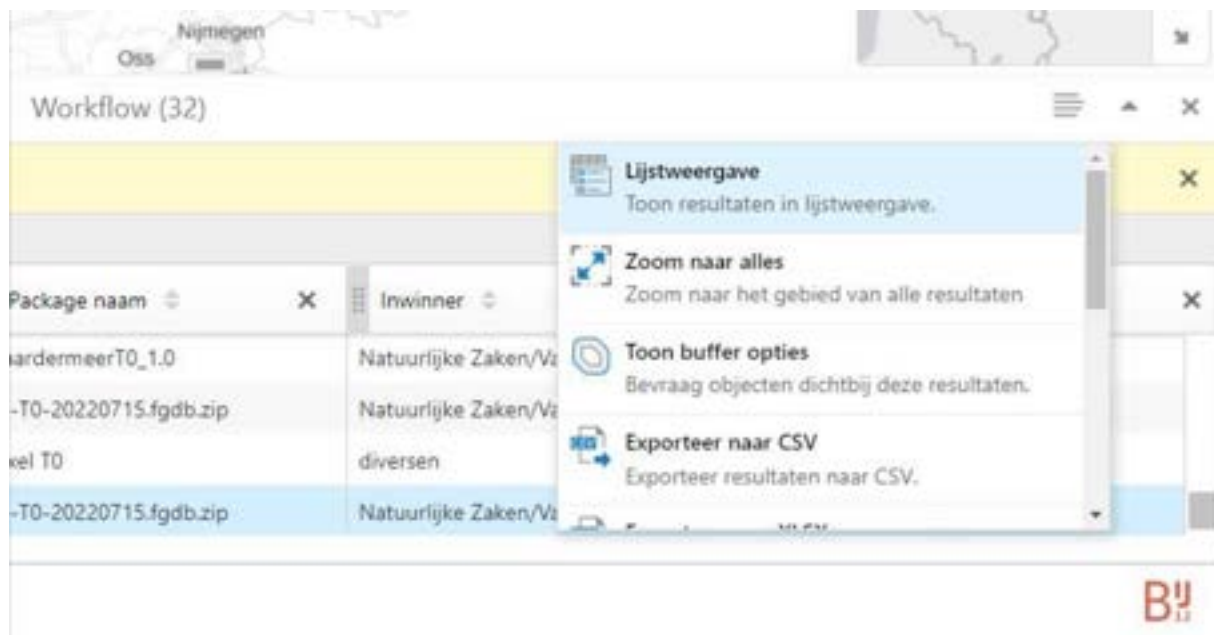 Nijmegen
Oss
Workflow (32)
Lijstweergave
Toon resultaten in lijstweergave.
Zoom naar alles
Zoom naar het gebied van alle resultaten
Package naam
Inwinner
Toon buffer opties
Bevraag objecten dichtbij deze resultaten.
aardermeerT0_1.0
Natuurlijke Zaken/Va
-T0-20220715.fgdb.zip
Natuurlijke Zaken/Va
Exporteer naar CSV
Exporteer resultaten naar CSV.
xel T0
diversen
-T0-20220715.fgdb.zip
Natuurlijke Zaken/Va
BIJ
12